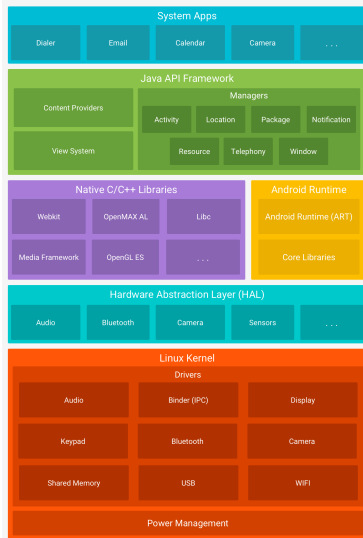 System Apps
Dialer Email Calendar Camera . . .
Java API Framework
Content Providers
View System
Managers
Activity Location Package Notification
Resource Telephony Window
Native C/C++ Libraries
Webkit OpenMAX AL Libc
Media Framework OpenGL ES . . .
Android Runtime
Android Runtime (ART)
Core Libraries
Hardware Abstraction Layer (HAL)
Audio Bluetooth Camera Sensors . . .
Linux Kernel
Drivers
Audio Binder (IPC) Display
Keypad Bluetooth Camera
Shared Memory USB WIFI
Power Management